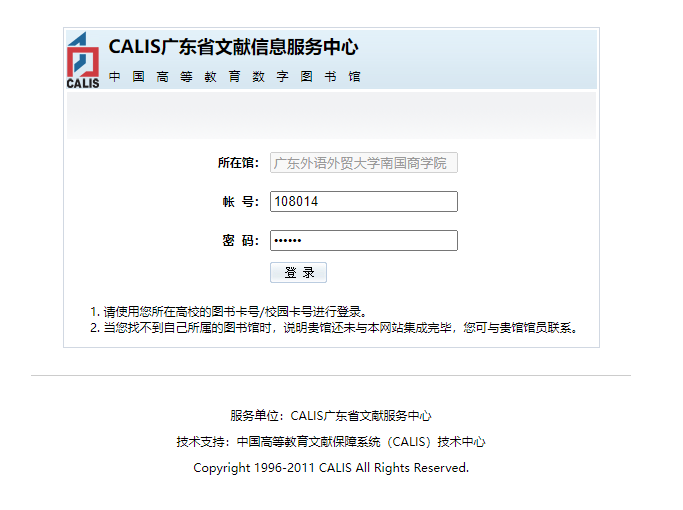 CALIS广东省文献信息服务中心
中国高等教育数字图书馆
CALIS
所在馆： 广东外语外贸大学南国商学院
帐 号： 108014
密 码： ••••••
登 录
1. 请使用您所在高校的图书卡号/校园卡号进行登录。
2. 当您找不到自己所属的图书馆时，说明贵馆还未与本网站集成完毕，您可与贵馆馆员联系。
服务单位：CALIS广东省文献服务中心
技术支持：中国高等教育文献保障系统（CALIS）技术中心
Copyright 1996-2011 CALIS All Rights Reserved.